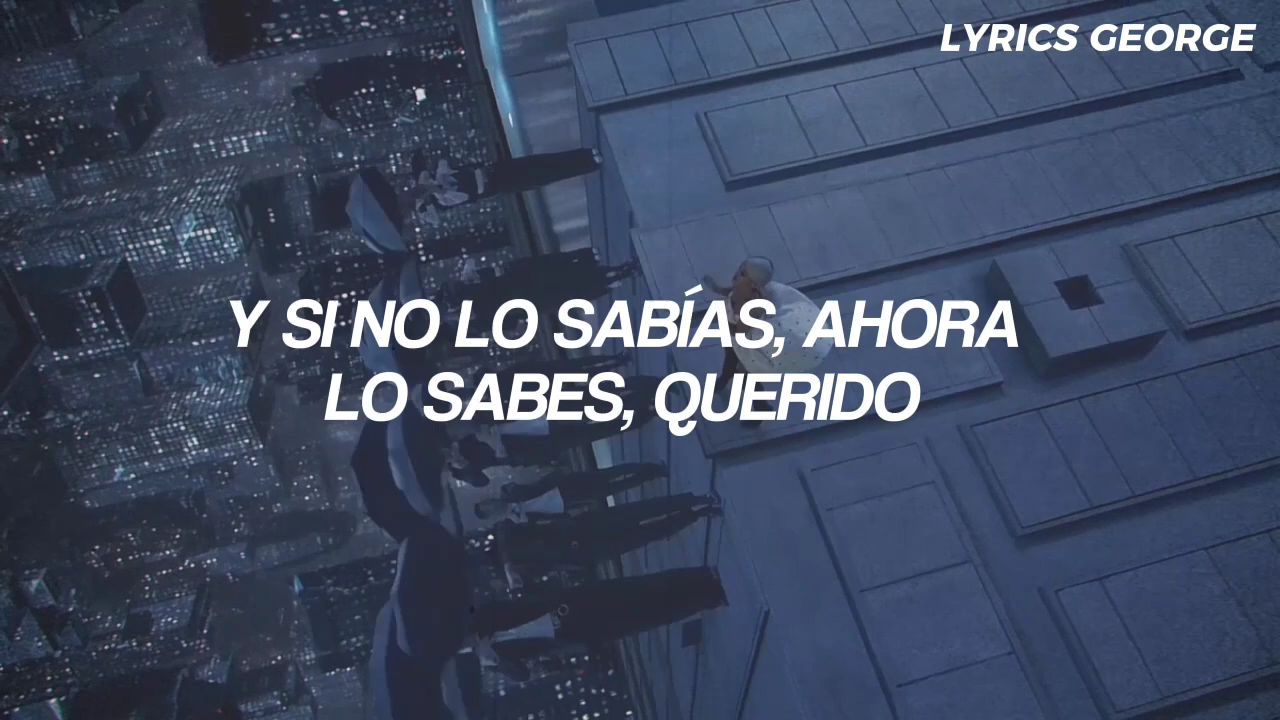 LYRICS GEORGE
Y SI NO LO SABÍAS, AHORA
LO SABES, QUERIDO